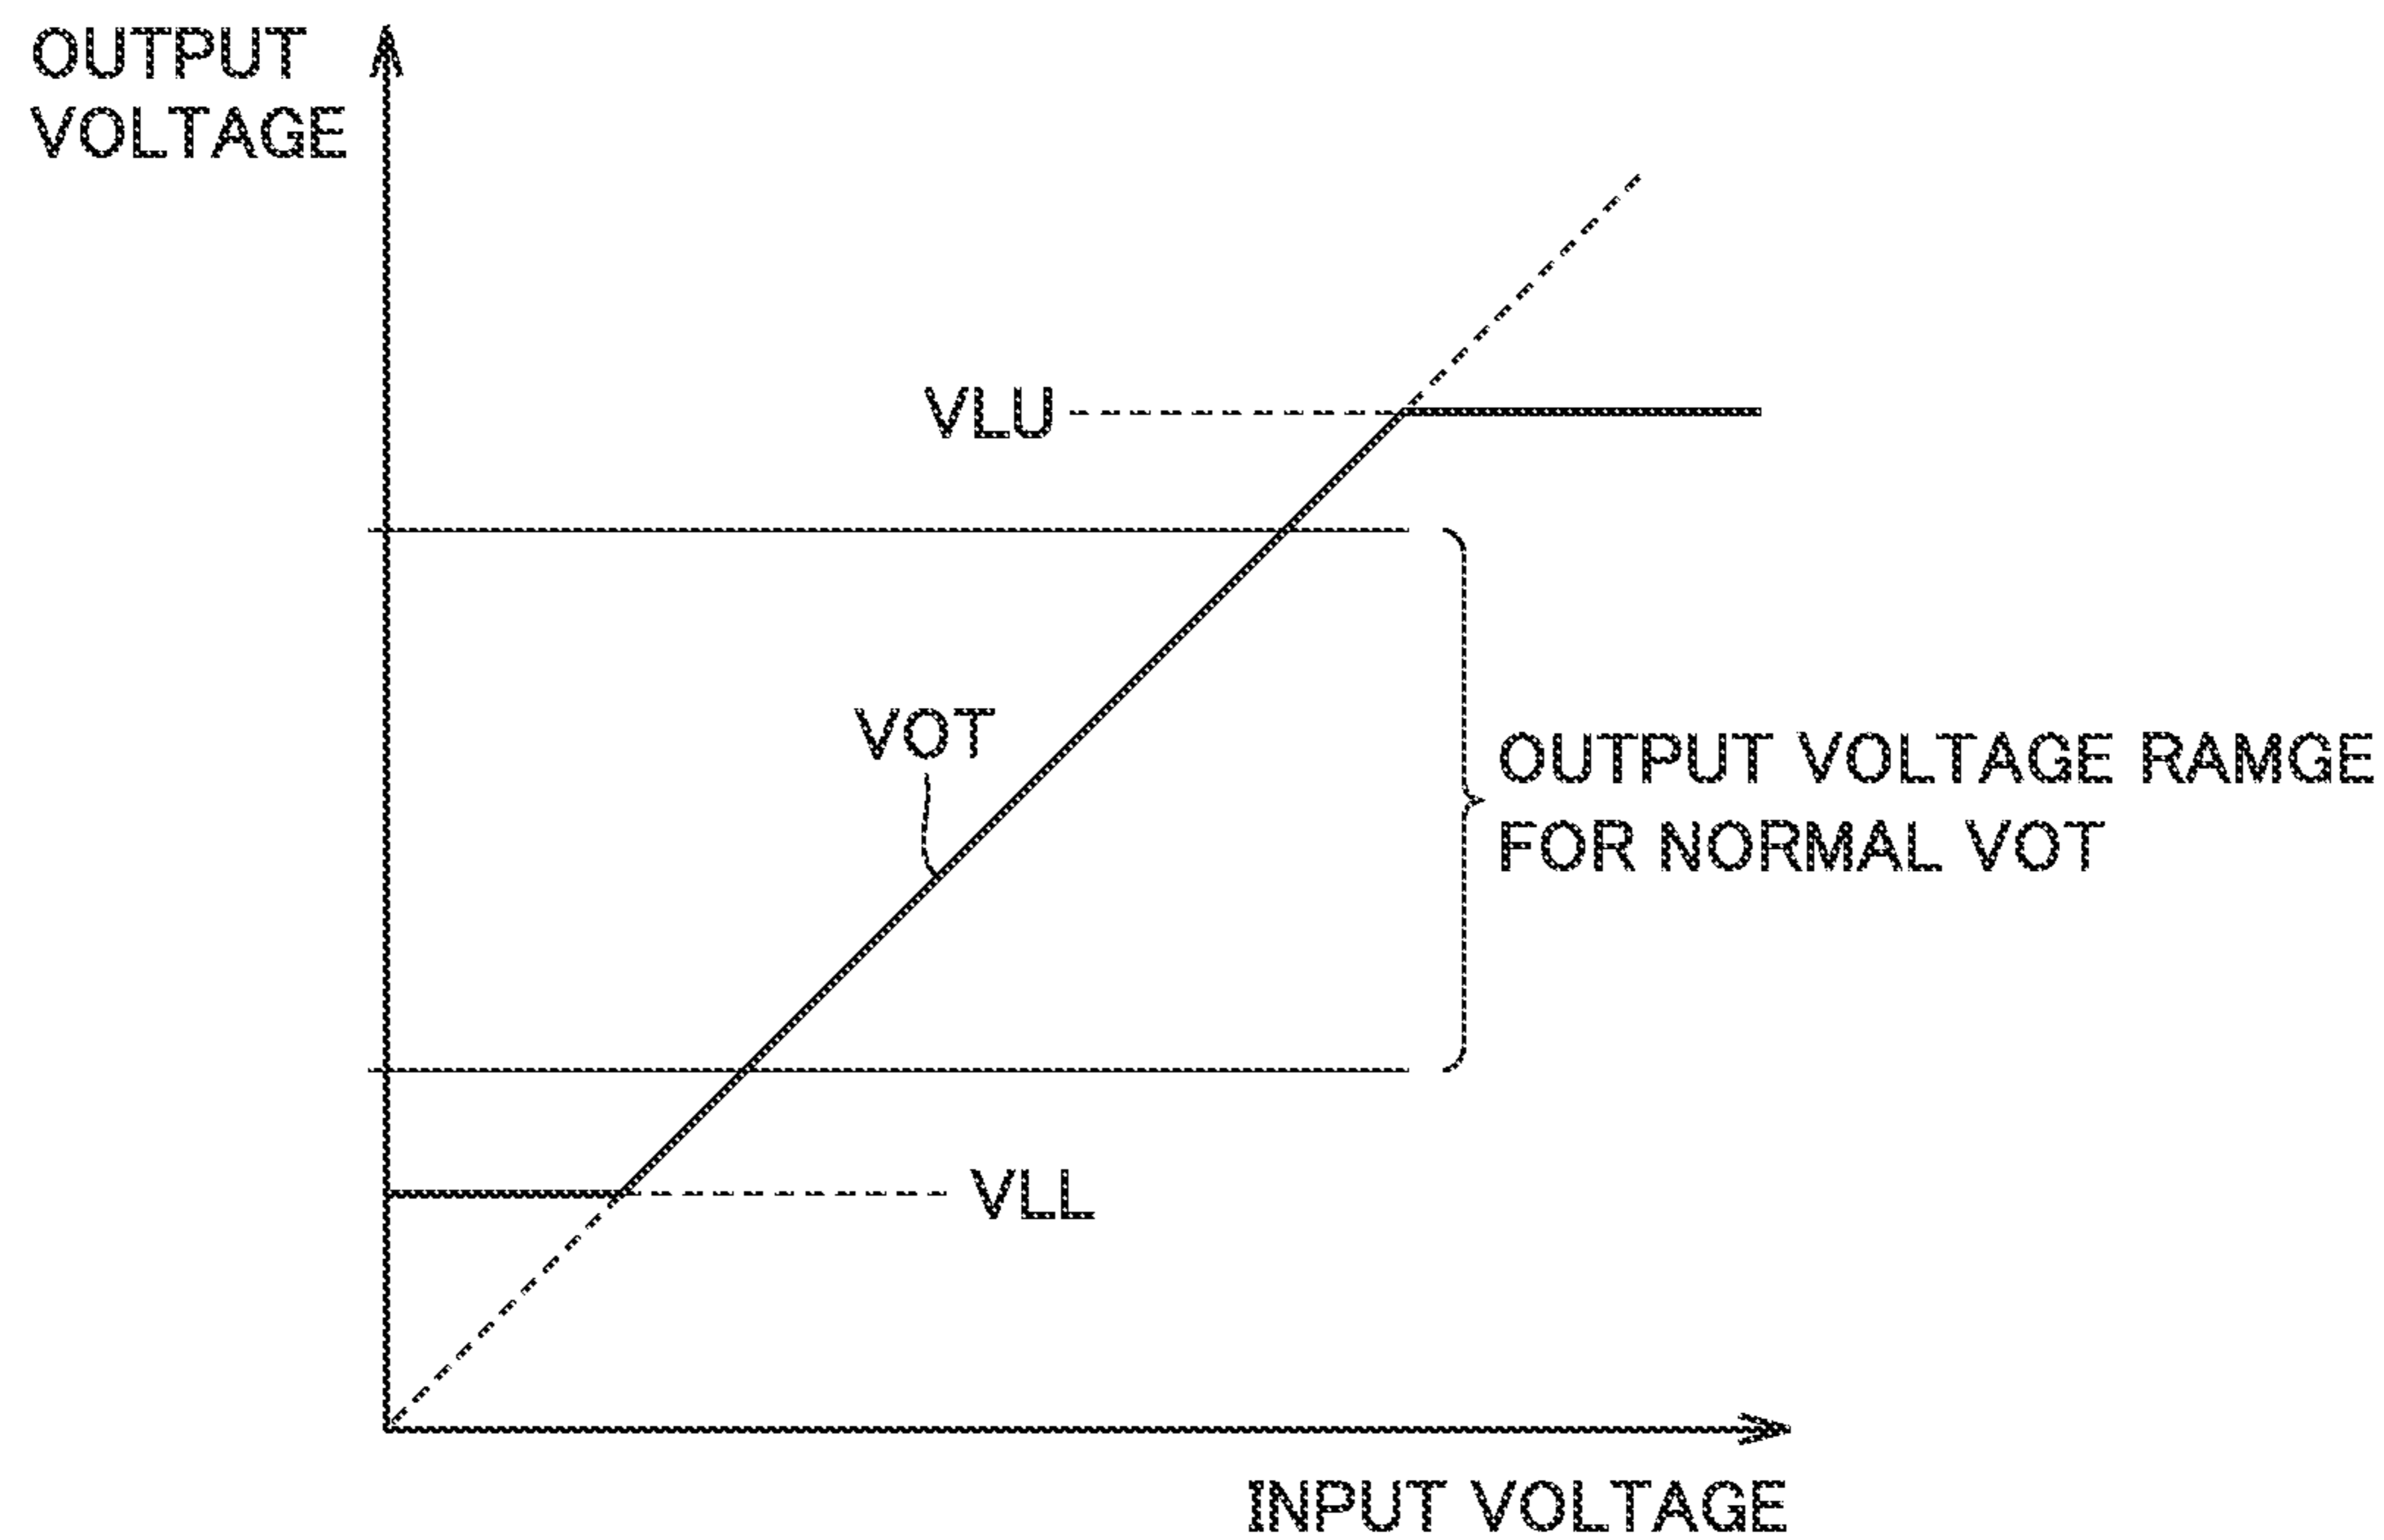 OUTPUT
VOLTAGE
VLU
VOT
OUTPUT VOLTAGE RAMGE
FOR NORMAL VOT
VLL
INPUT VOLTAGE